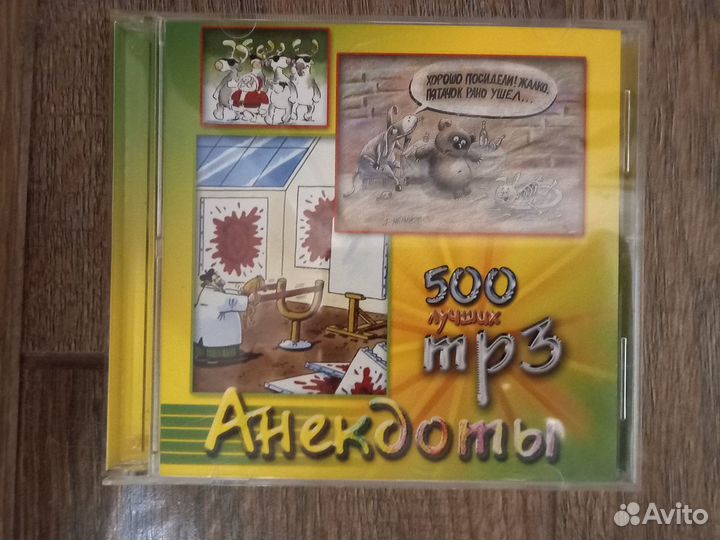 ХОРОШО ПОСИДЕЛИ! ЖАЛКО,
ПЯТАЧОК РАНО УШЕЛ...
500
лучших
mp3
Анекдоты
Avito